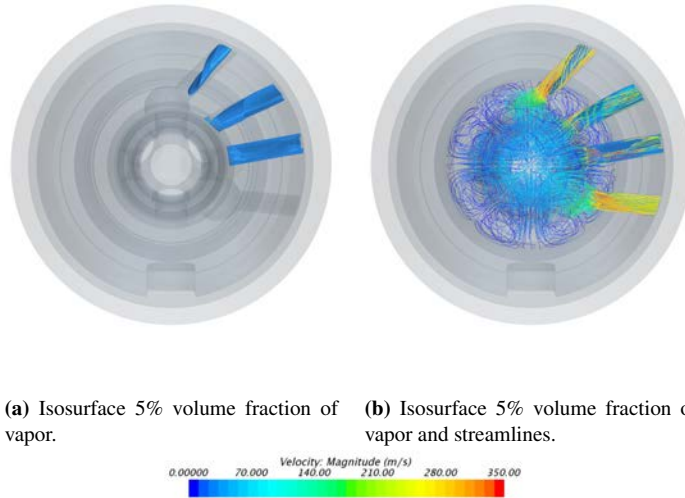 (a) Isosurface 5% volume fraction of
vapor.
(b) Isosurface 5% volume fraction
vapor and streamlines.
Velocity: Magnitude (m/s)
0.00000 70.000 140.00 210.00 280.00 350.00